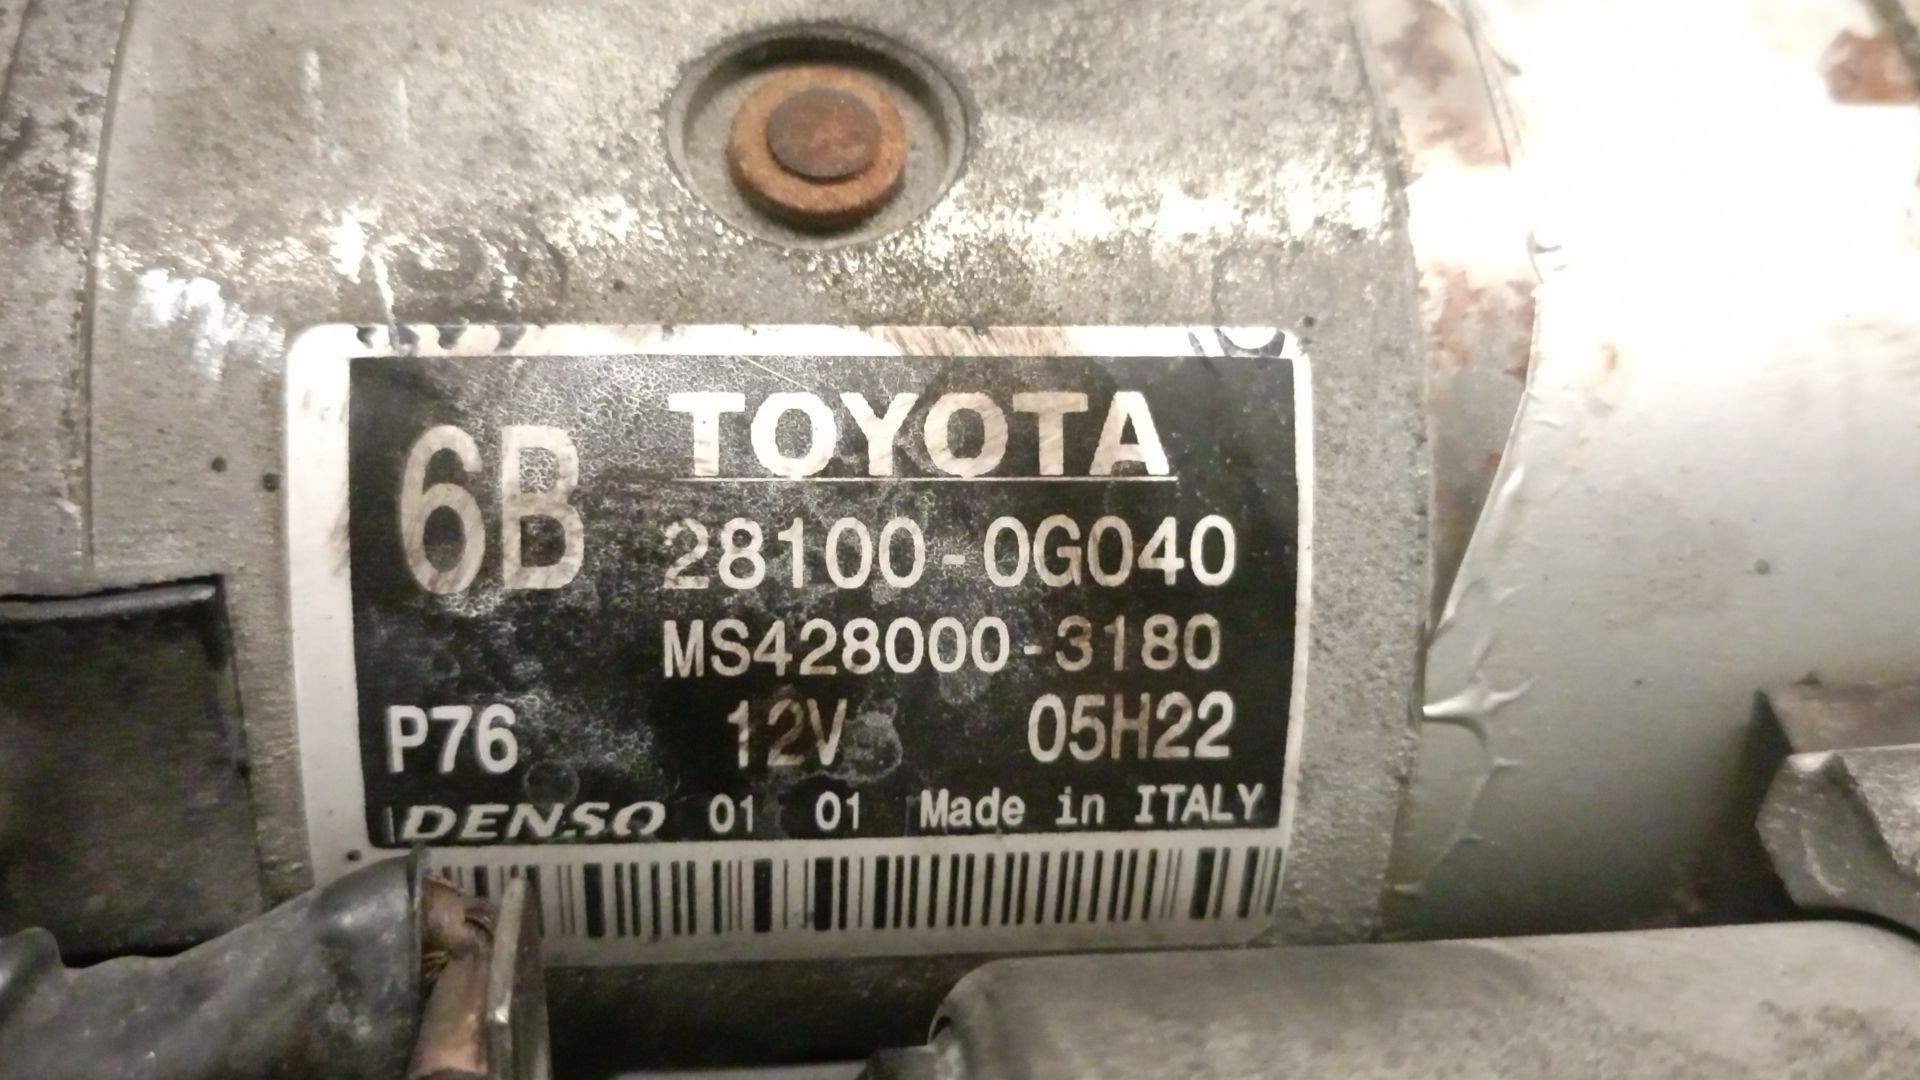 TOYOTA
6B
28100-0G040
MS428000-3180
P76 12V 05H22
DENSO 01 01 Made in ITALY